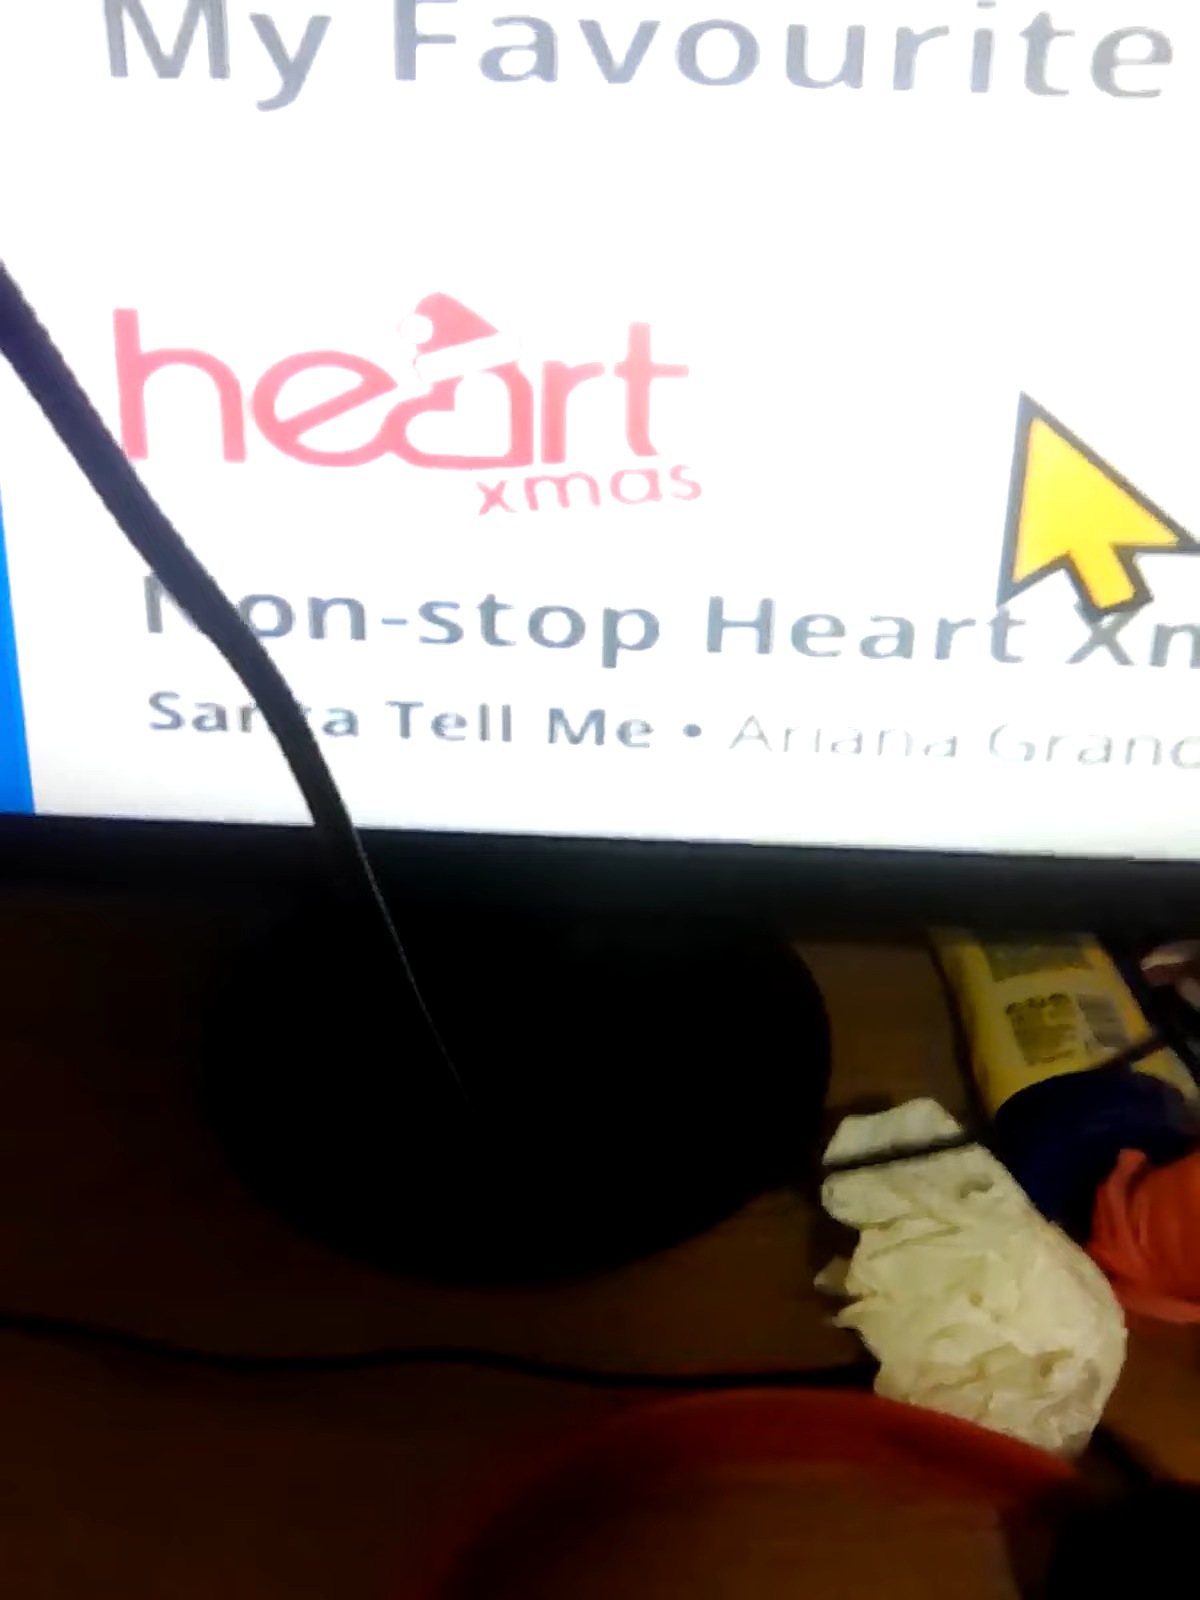 My Favourite
heart
xmas
Non-stop Heart Xm
Santa Tell Me • Ariana Grand